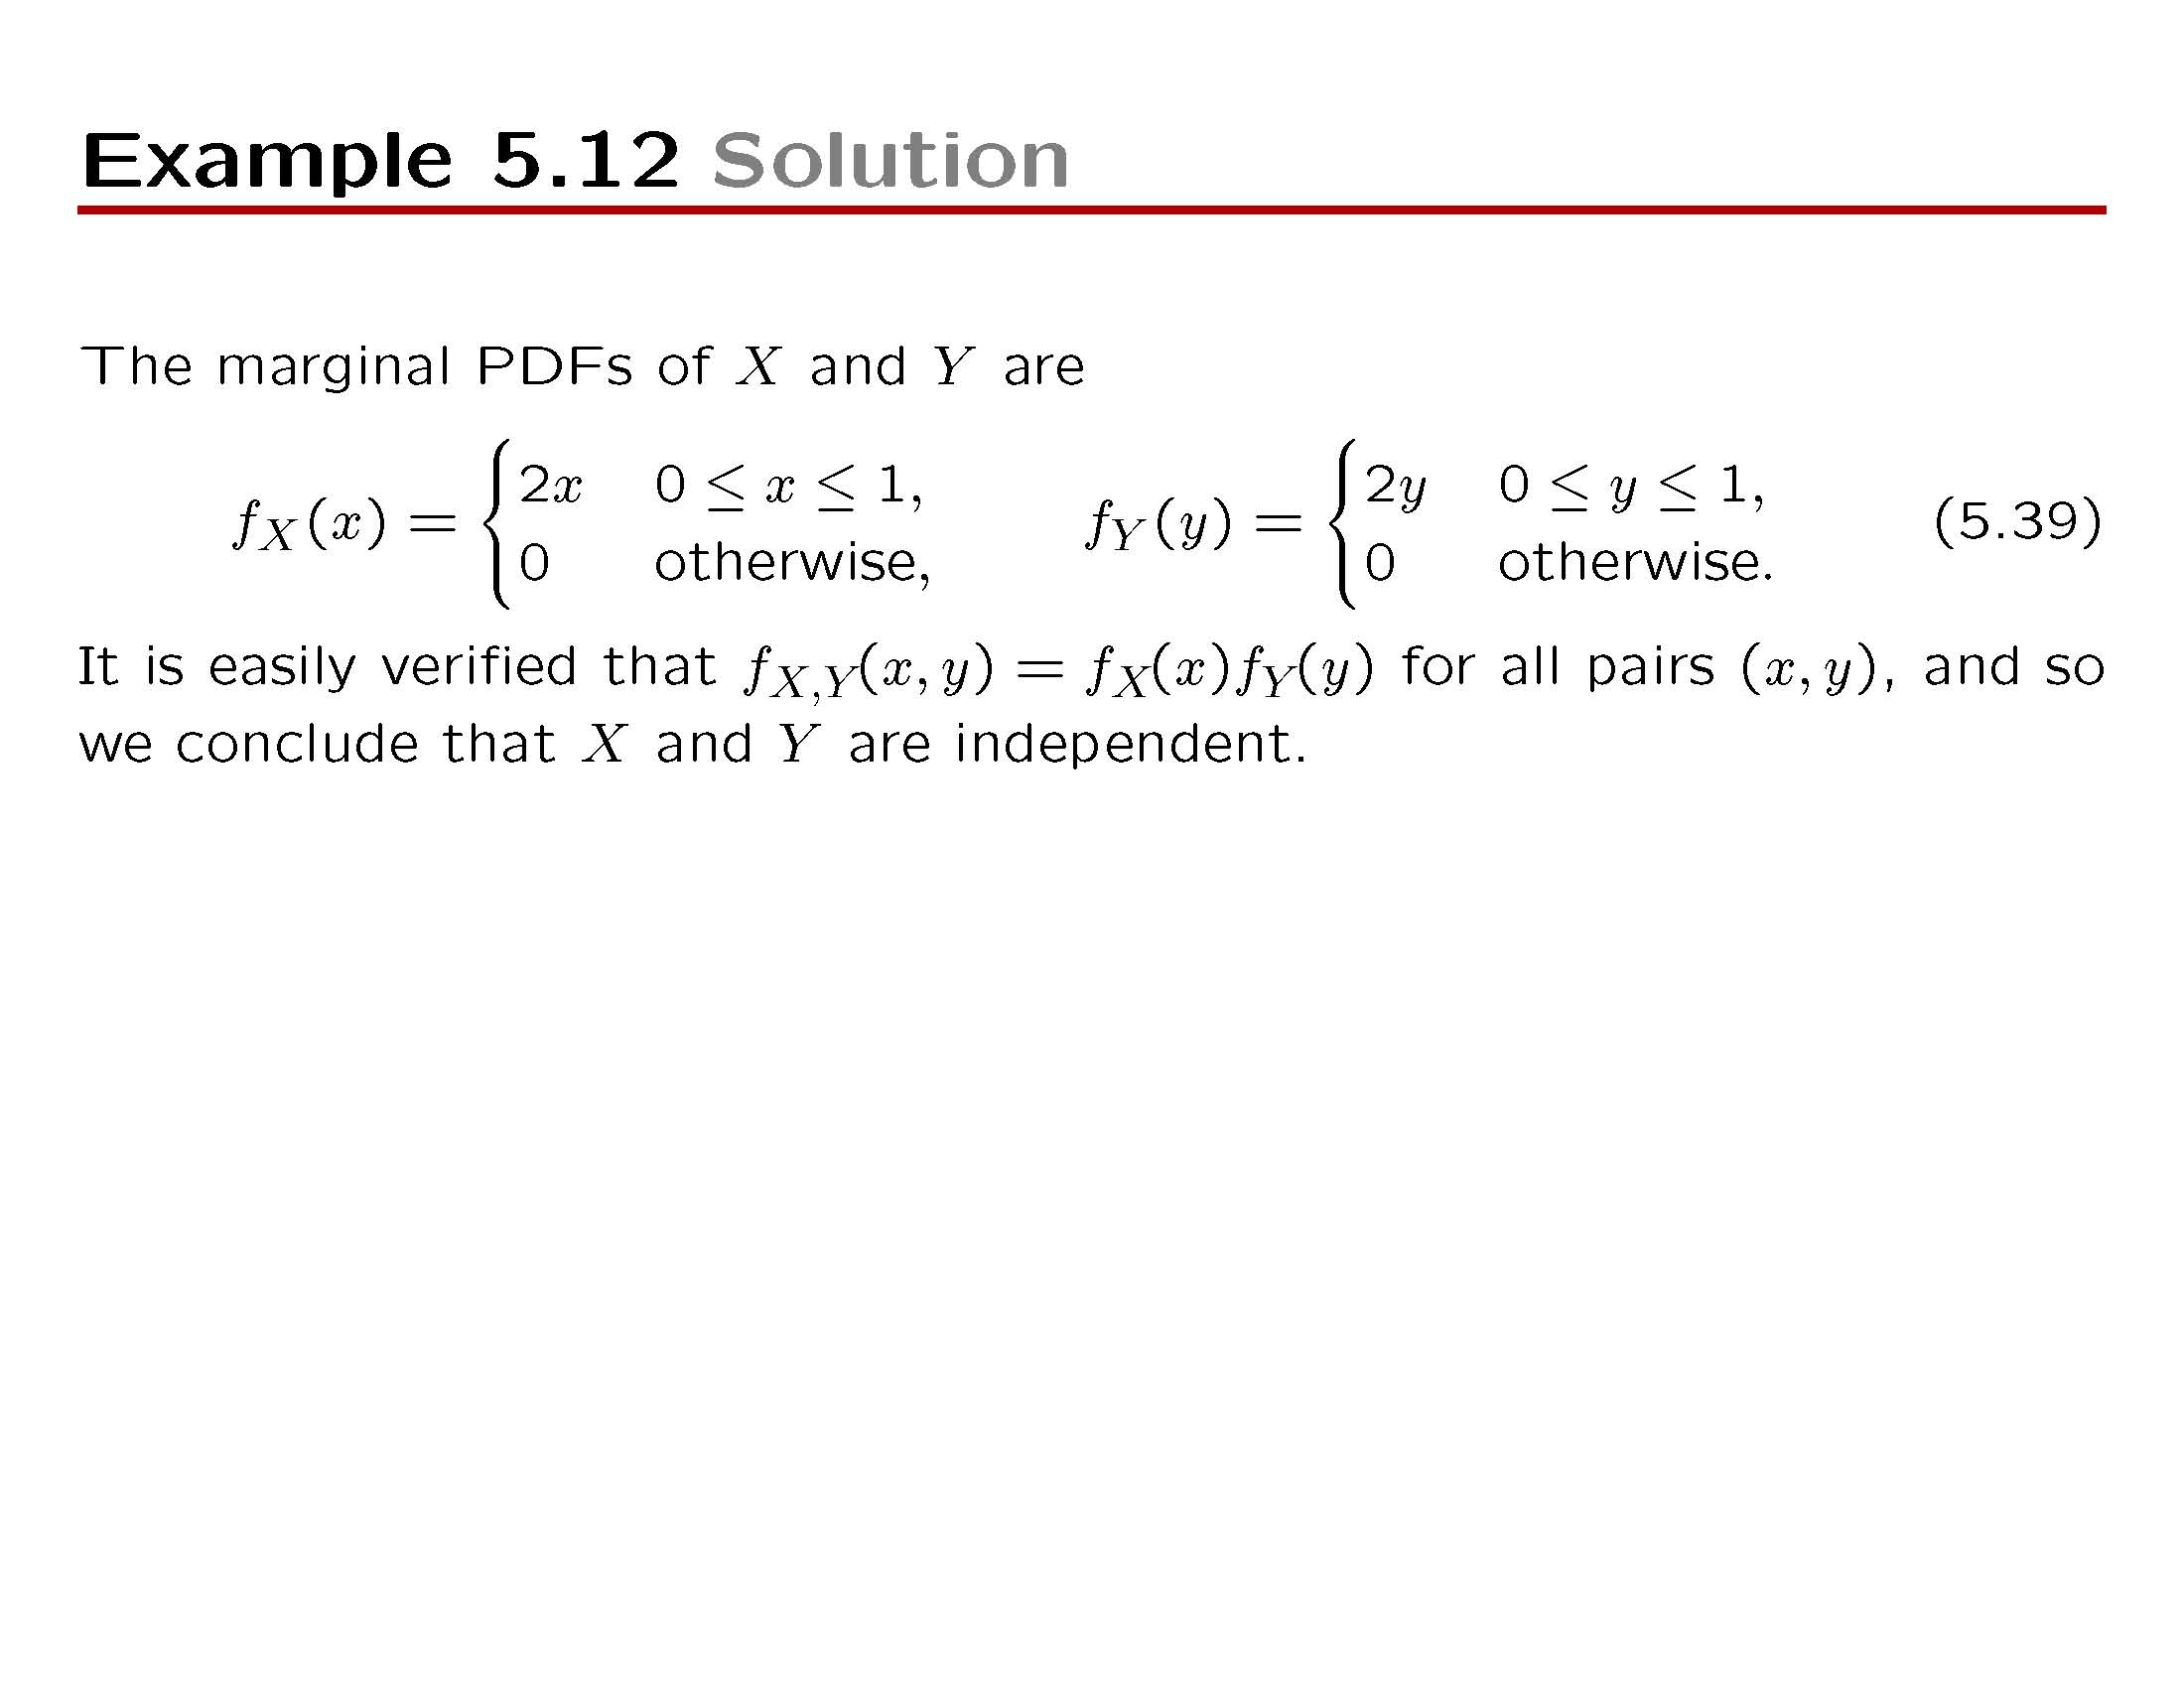 Example 5.12 Solution
The marginal PDFs of X and Y are
f_X(x) = { 2x 0 ≤ x ≤ 1, 0 otherwise, f_Y(y) = { 2y 0 ≤ y ≤ 1, 0 otherwise. (5.39)
It is easily verified that f_{X,Y}(x, y) = f_X(x)f_Y(y) for all pairs (x, y), and so
we conclude that X and Y are independent.